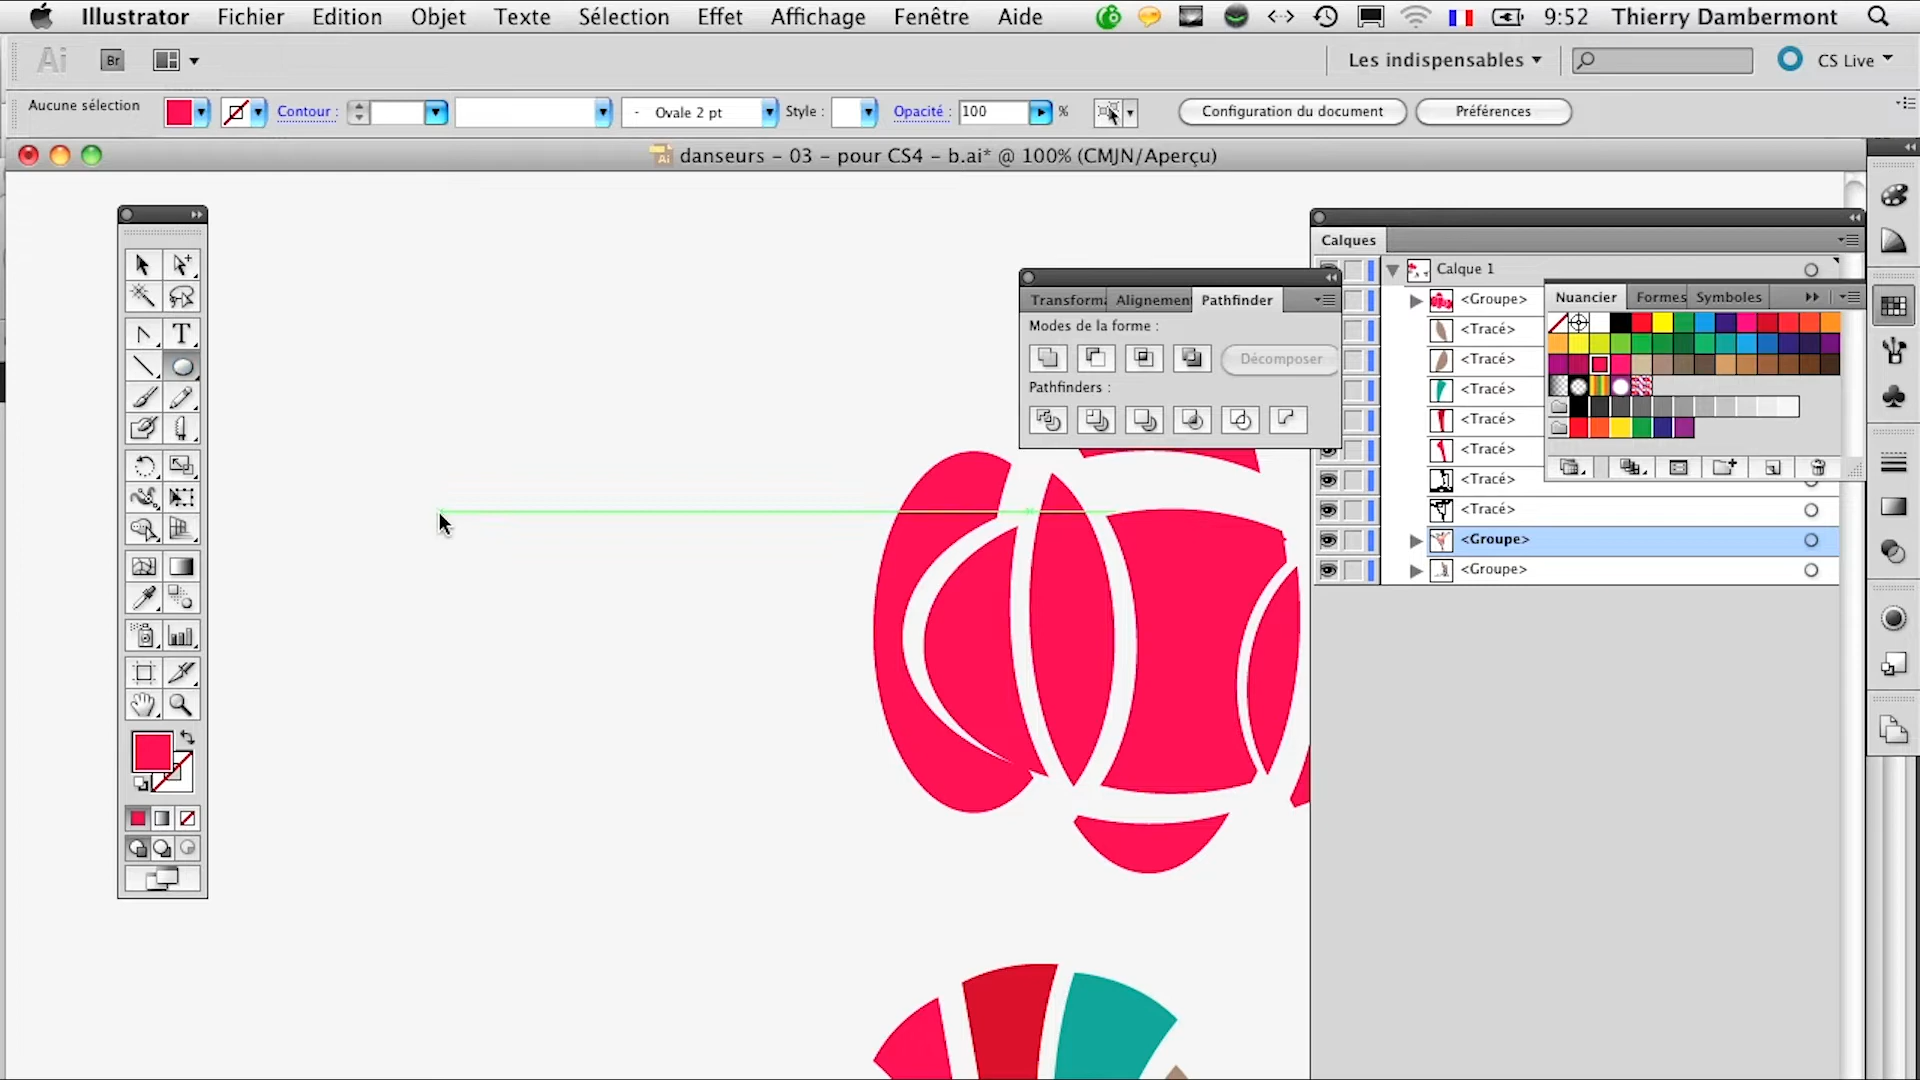 Illustrator Fichier Edition Objet Texte Sélection Effet Affichage Fenêtre Aide 9:52 Thierry Dambermont
Ai Br Les indispensables CS Live
Aucune sélection Contour : - Ovale 2 pt Style : Opacité : 100 % Configuration du document Préférences
danseurs – 03 – pour CS4 – b.ai* @ 100% (CMJN/Aperçu)
Calques
Calque 1
<Groupe>
<Tracé>
<Tracé>
<Tracé>
<Tracé>
<Tracé>
<Tracé>
<Tracé>
<Groupe>
<Groupe>
Transforma Alignement Pathfinder
Modes de la forme :
Décomposer
Pathfinders :
Nuancier Formes Symboles
T